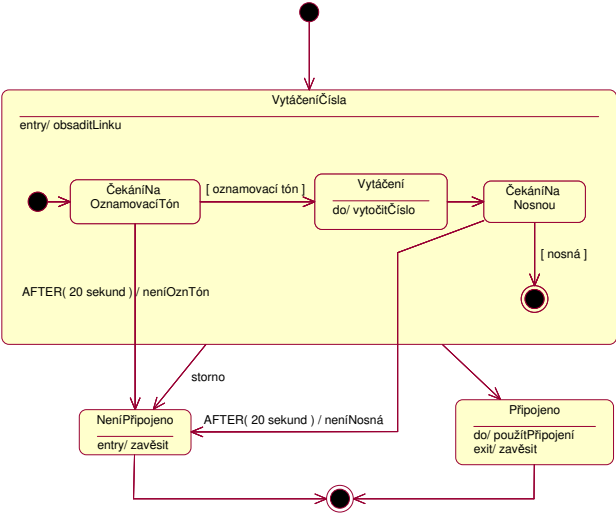 VytáčeníČísla
entry/ obsaditLinku
ČekáníNa
OznamovacíTón
[ oznamovací tón ]
Vytáčení
do/ vytočitČíslo
ČekáníNa
Nosnou
[ nosná ]
AFTER( 20 sekund ) / neníOznTón
storno
NeníPřipojeno
entry/ zavěsit
AFTER( 20 sekund ) / neníNosná
Připojeno
do/ použítPřipojení
exit/ zavěsit